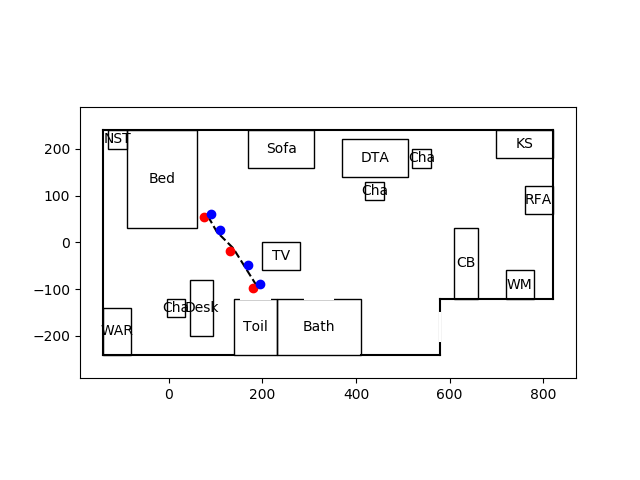 NST
Bed
Sofa
DTA
Cha
KS
Cha
RFA
TV
CB
WM
Cha
Desk
WAR
Toil
Bath
200
100
0
−100
−200
0
200
400
600
800